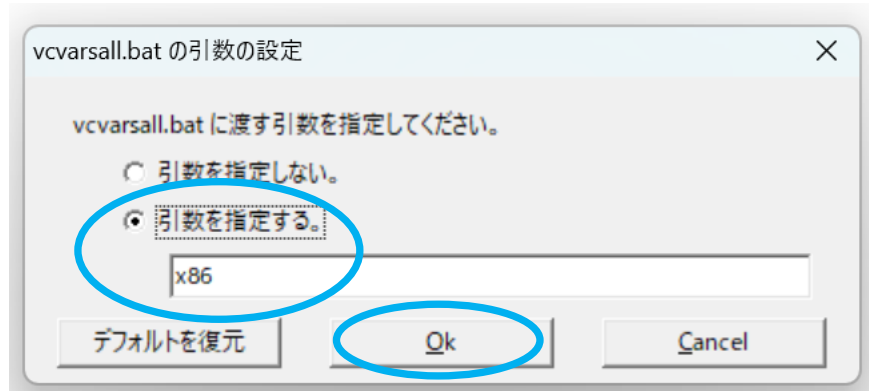 vcvarsall.bat の引数の設定
vcvarsall.bat に渡す引数を指定してください。
引数を指定しない。
引数を指定する。
x86
デフォルトを復元 Ok Cancel